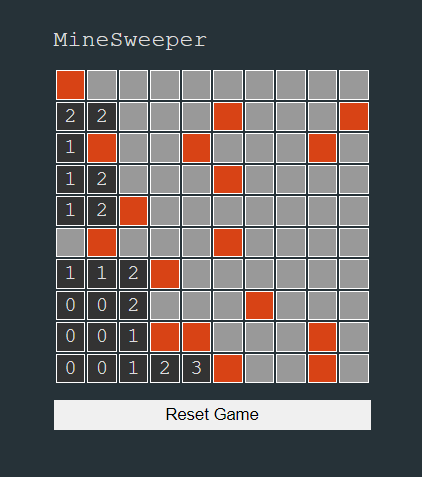 MineSweeper
2 2
1
1 2
1 2
1 1 2
0 0 2
0 0 1
0 0 1 2 3
Reset Game